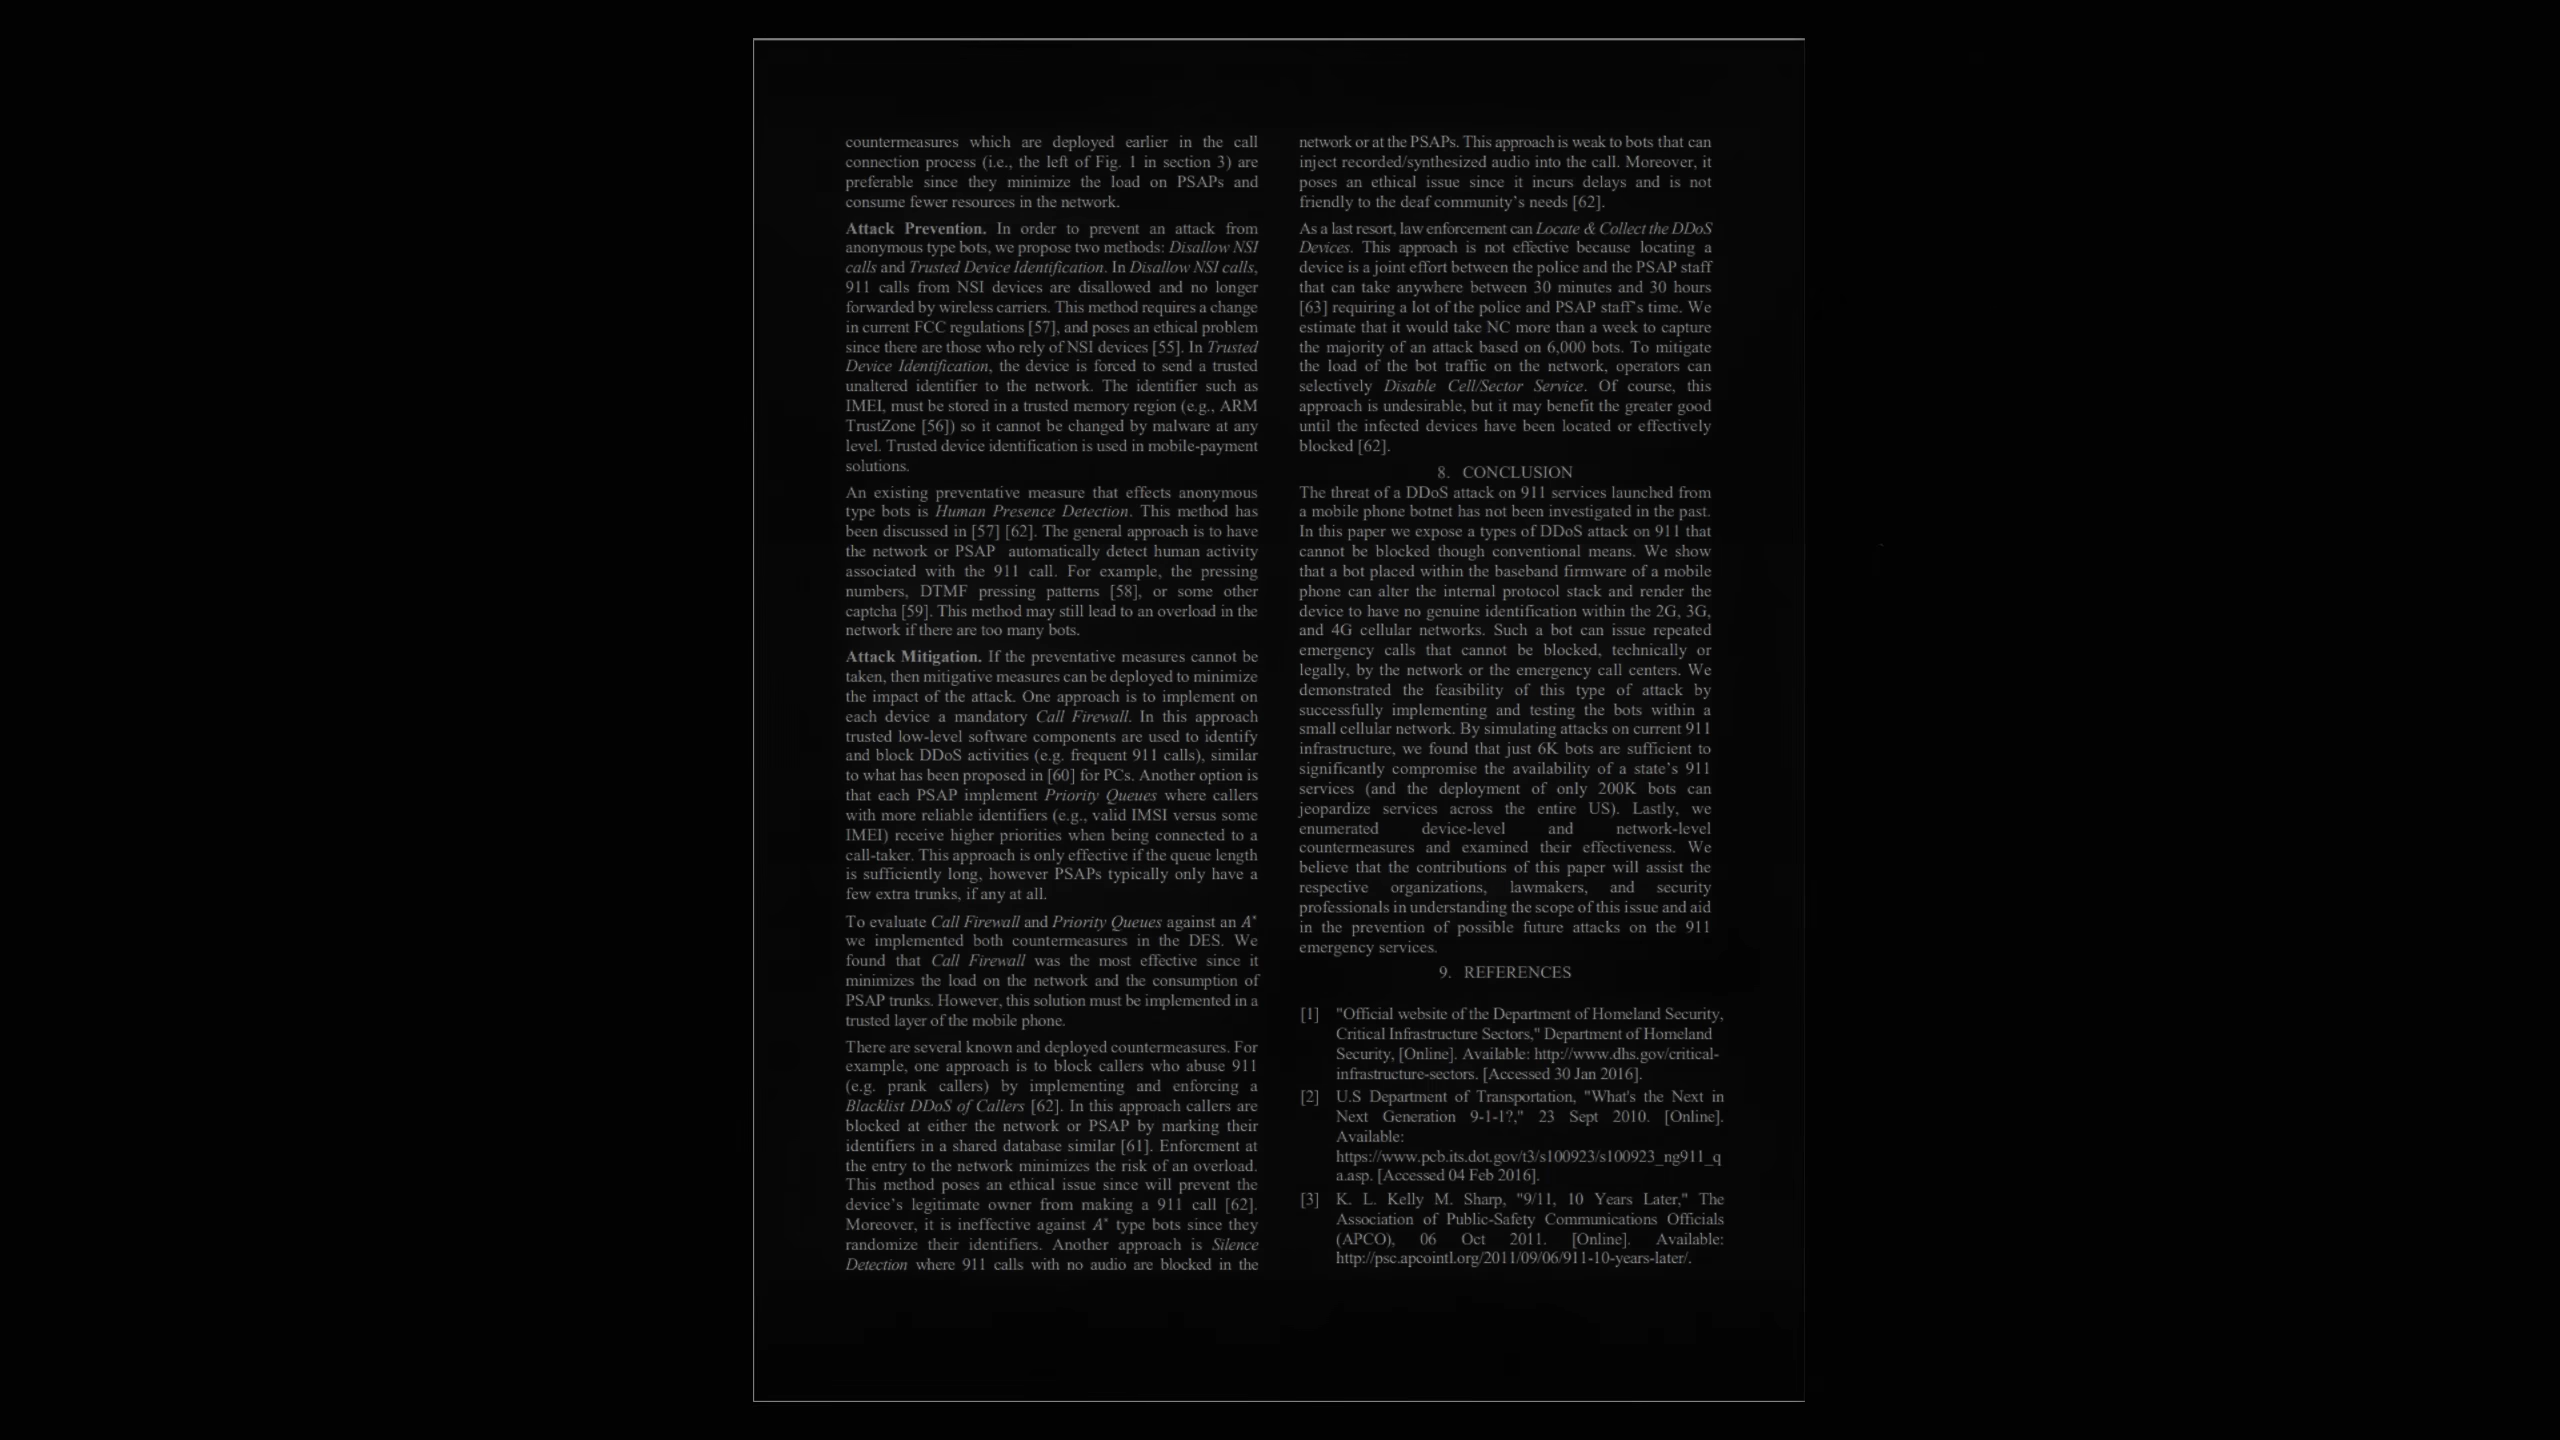 countermeasures which are deployed earlier in the call
connection process (i.e., the left of Fig. 1 in section 3) are
preferable since they minimize the load on PSAPs and
consume fewer resources in the network.
Attack Prevention. In order to prevent an attack from
anonymous type bots, we propose two methods: Disallow NSI
calls and Trusted Device Identification. In Disallow NSI calls,
911 calls from NSI devices are disallowed and no longer
forwarded by wireless carriers. This method requires a change
in current FCC regulations [57], and poses an ethical problem
since there are those who rely of NSI devices [55]. In Trusted
Device Identification, the device is forced to send a trusted
unaltered identifier to the network. The identifier such as
IMEI, must be stored in a trusted memory region (e.g., ARM
TrustZone [56]) so it cannot be changed by malware at any
level. Trusted device identification is used in mobile-payment
solutions.
An existing preventative measure that effects anonymous
type bots is Human Presence Detection. This method has
been discussed in [57] [62]. The general approach is to have
the network or PSAP automatically detect human activity
associated with the 911 call. For example, the pressing
numbers, DTMF pressing patterns [58], or some other
captcha [59]. This method may still lead to an overload in the
network if there are too many bots.
Attack Mitigation. If the preventative measures cannot be
taken, then mitigative measures can be deployed to minimize
the impact of the attack. One approach is to implement on
each device a mandatory Call Firewall. In this approach
trusted low-level software components are used to identify
and block DDoS activities (e.g. frequent 911 calls), similar
to what has been proposed in [60] for PCs. Another option is
that each PSAP implement Priority Queues where callers
with more reliable identifiers (e.g., valid IMSI versus some
IMEI) receive higher priorities when being connected to a
call-taker. This approach is only effective if the queue length
is sufficiently long, however PSAPs typically only have a
few extra trunks, if any at all.
To evaluate Call Firewall and Priority Queues against an A*
we implemented both countermeasures in the DES. We
found that Call Firewall was the most effective since it
minimizes the load on the network and the consumption of
PSAP trunks. However, this solution must be implemented in a
trusted layer of the mobile phone.
There are several known and deployed countermeasures. For
example, one approach is to block callers who abuse 911
(e.g. prank callers) by implementing and enforcing a
Blacklist DDoS of Callers [62]. In this approach callers are
blocked at either the network or PSAP by marking their
identifiers in a shared database similar [61]. Enforcment at
the entry to the network minimizes the risk of an overload.
This method poses an ethical issue since will prevent the
device's legitimate owner from making a 911 call [62].
Moreover, it is ineffective against A* type bots since they
randomize their identifiers. Another approach is Silence
Detection where 911 calls with no audio are blocked in the
network or at the PSAPs. This approach is weak to bots that can
inject recorded/synthesized audio into the call. Moreover, it
poses an ethical issue since it incurs delays and is not
friendly to the deaf community's needs [62].
As a last resort, law enforcement can Locate & Collect the DDoS
Devices. This approach is not effective because locating a
device is a joint effort between the police and the PSAP staff
that can take anywhere between 30 minutes and 30 hours
[63] requiring a lot of the police and PSAP staff's time. We
estimate that it would take NC more than a week to capture
the majority of an attack based on 6,000 bots. To mitigate
the load of the bot traffic on the network, operators can
selectively Disable Cell/Sector Service. Of course, this
approach is undesirable, but it may benefit the greater good
until the infected devices have been located or effectively
blocked [62].
8. CONCLUSION
The threat of a DDoS attack on 911 services launched from
a mobile phone botnet has not been investigated in the past.
In this paper we expose a types of DDoS attack on 911 that
cannot be blocked though conventional means. We show
that a bot placed within the baseband firmware of a mobile
phone can alter the internal protocol stack and render the
device to have no genuine identification within the 2G, 3G,
and 4G cellular networks. Such a bot can issue repeated
emergency calls that cannot be blocked, technically or
legally, by the network or the emergency call centers. We
demonstrated the feasibility of this type of attack by
successfully implementing and testing the bots within a
small cellular network. By simulating attacks on current 911
infrastructure, we found that just 6K bots are sufficient to
significantly compromise the availability of a state's 911
services (and the deployment of only 200K bots can
jeopardize services across the entire US). Lastly, we
enumerated device-level and network-level
countermeasures and examined their effectiveness. We
believe that the contributions of this paper will assist the
respective organizations, lawmakers, and security
professionals in understanding the scope of this issue and aid
in the prevention of possible future attacks on the 911
emergency services.
9. REFERENCES
[1] "Official website of the Department of Homeland Security,
Critical Infrastructure Sectors," Department of Homeland
Security, [Online]. Available: http://www.dhs.gov/critical-
infrastructure-sectors. [Accessed 30 Jan 2016].
[2] U.S Department of Transportation, "What's the Next in
Next Generation 9-1-1?," 23 Sept 2010. [Online].
Available:
https://www.pcb.its.dot.gov/t3/s100923/s100923_ng911_q
a.asp. [Accessed 04 Feb 2016].
[3] K. L. Kelly M. Sharp, "9/11, 10 Years Later," The
Association of Public-Safety Communications Officials
(APCO), 06 Oct 2011. [Online]. Available:
http://psc.apcointl.org/2011/09/06/911-10-years-later/.